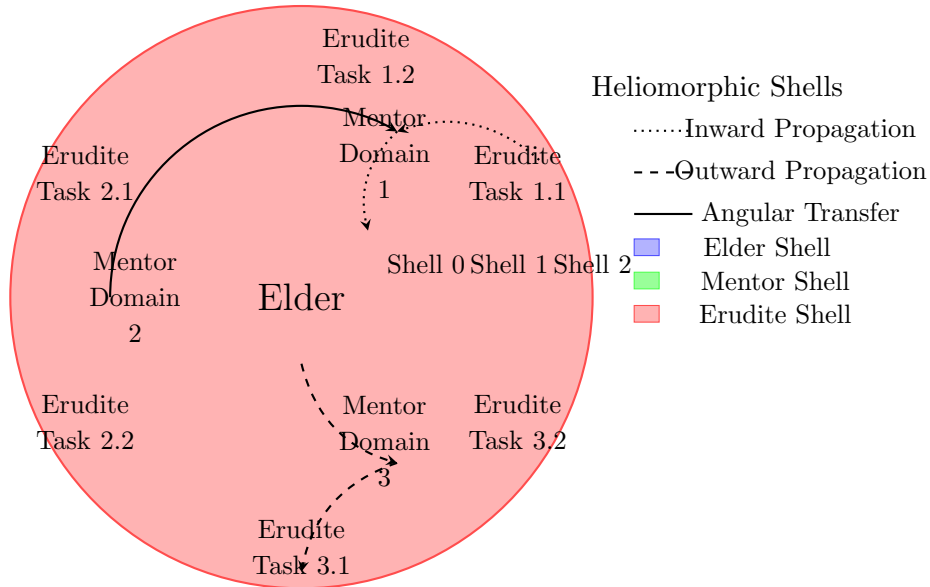 Erudite
Task 1.2
Mentor
Domain
1
Erudite
Task 2.1
Erudite
Task 1.1
Mentor
Domain
2
Elder
Shell 0
Shell 1
Shell 2
Erudite
Task 2.2
Mentor
Domain
3
Erudite
Task 3.2
Erudite
Task 3.1
Heliomorphic Shells
Inward Propagation
Outward Propagation
Angular Transfer
Elder Shell
Mentor Shell
Erudite Shell